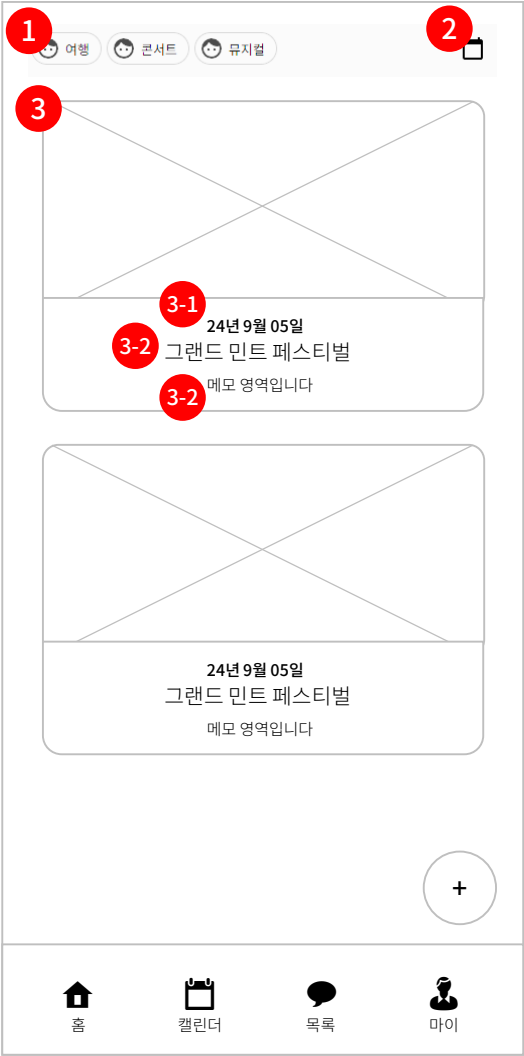 1
2
여행
콘서트
뮤지컬
3
3-1
24년 9월 05일
3-2
그랜드 민트 페스티벌
3-2
메모 영역입니다
24년 9월 05일
그랜드 민트 페스티벌
메모 영역입니다
+
홈
캘린더
목록
마이